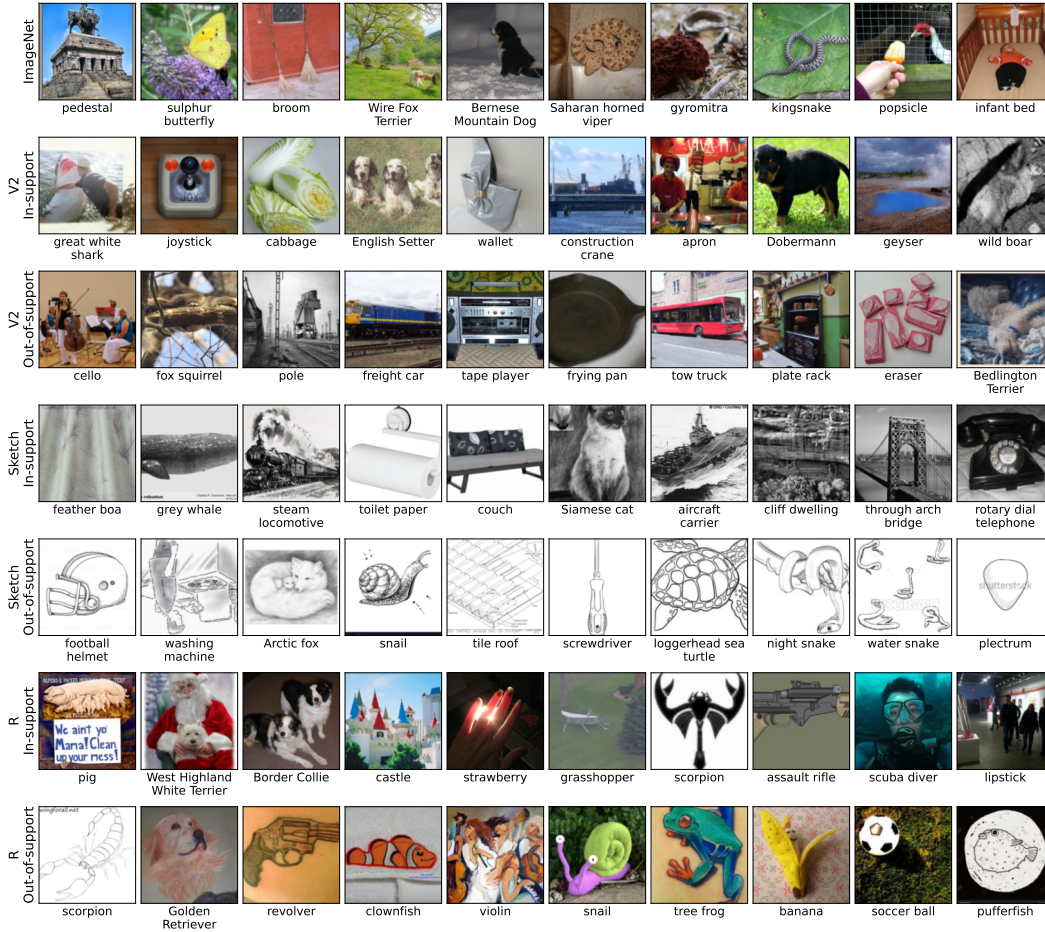 ImageNet
pedestal
sulphur
butterfly
broom
Wire Fox
Terrier
Bernese
Mountain Dog
Saharan horned
viper
gyromitra
kingsnake
popsicle
infant bed
V2
In-support
JOY
VIVA ITA
great white
shark
joystick
cabbage
English Setter
wallet
construction
crane
apron
Dobermann
geyser
wild boar
V2
Out-of-support
cello
fox squirrel
pole
freight car
tape player
frying pan
tow truck
plate rack
eraser
Bedlington
Terrier
Sketch
In-support
feather boa
grey whale
steam
locomotive
toilet paper
couch
Siamese cat
aircraft
carrier
cliff dwelling
through arch
bridge
rotary dial
telephone
Sketch
Out-of-support
shutterstock
football
helmet
washing
machine
Arctic fox
snail
tile roof
screwdriver
loggerhead sea
turtle
night snake
water snake
plectrum
R
In-support
We aint yo'
Mama! Clean
up your mess!
pig
West Highland
White Terrier
Border Collie
castle
strawberry
grasshopper
scorpion
assault rifle
scuba diver
lipstick
R
Out-of-support
wingforall.net
scorpion
Golden
Retriever
revolver
clownfish
violin
snail
tree frog
banana
soccer ball
pufferfish